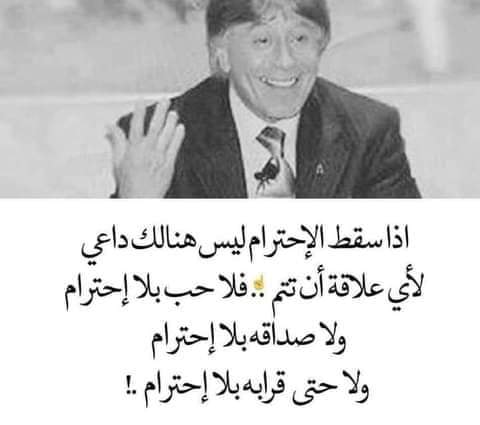 اذا سقط الإحترام ليس هنالك داعي
لأي علاقة أن تتم ☝..فلا حب بلا إحترام
ولا صداقه بلا إحترام
ولا حتى قرابه بلا إحترام .!